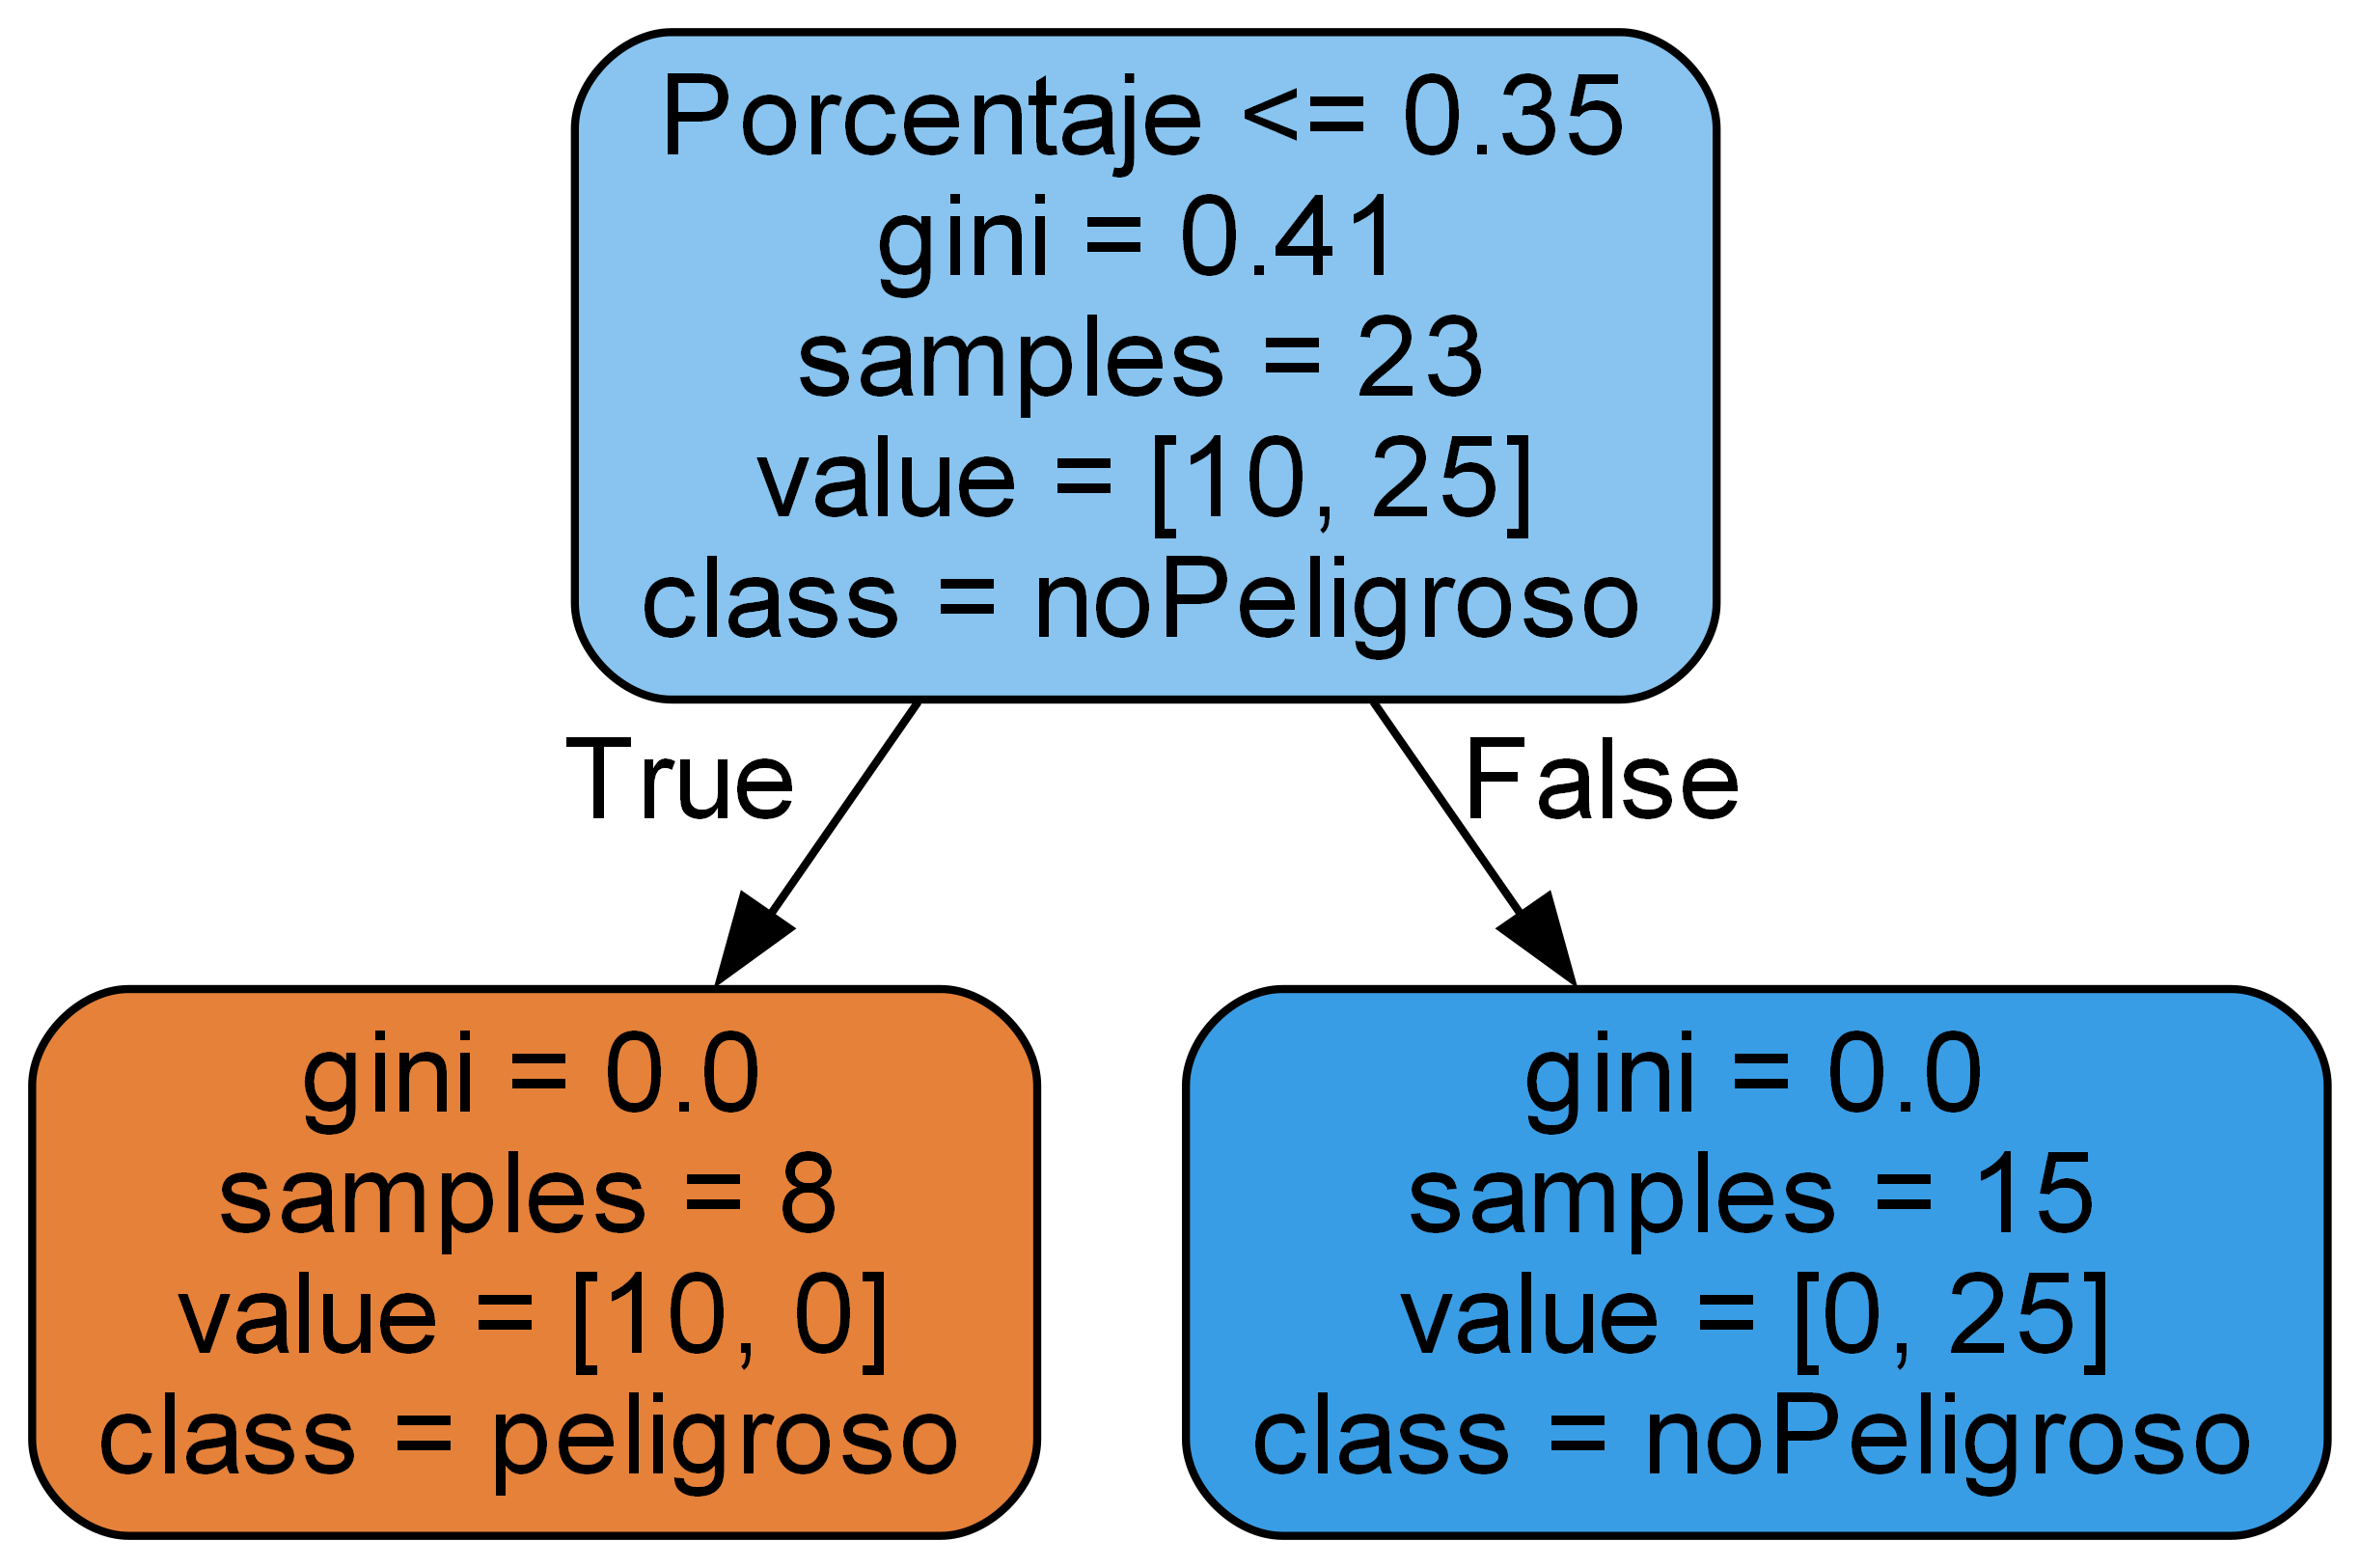 Porcentaje <= 0.35
gini = 0.41
samples = 23
value = [10, 25]
class = noPeligroso
True
False
gini = 0.0
samples = 8
value = [10, 0]
class = peligroso
gini = 0.0
samples = 15
value = [0, 25]
class = noPeligroso